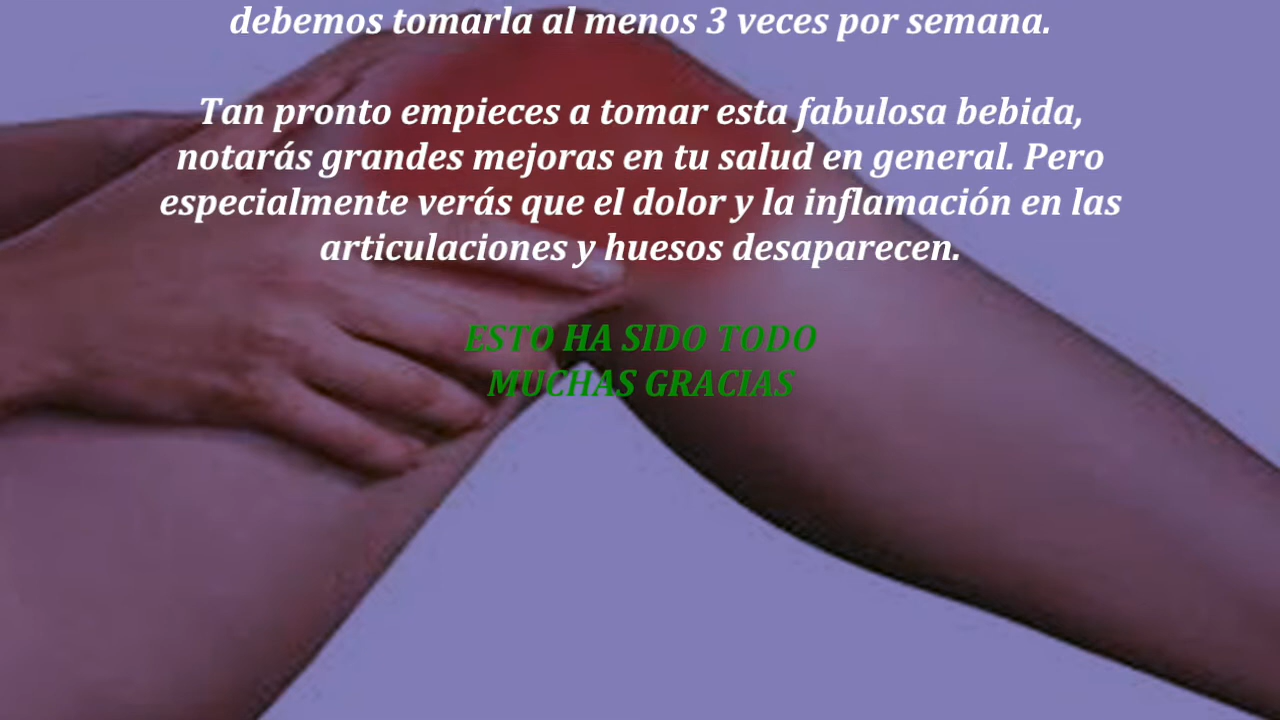 debemos tomarla al menos 3 veces por semana.
Tan pronto empieces a tomar esta fabulosa bebida,
notarás grandes mejoras en tu salud en general. Pero
especialmente verás que el dolor y la inflamación en las
articulaciones y huesos desaparecen.
ESTO HA SIDO TODO
MUCHAS GRACIAS